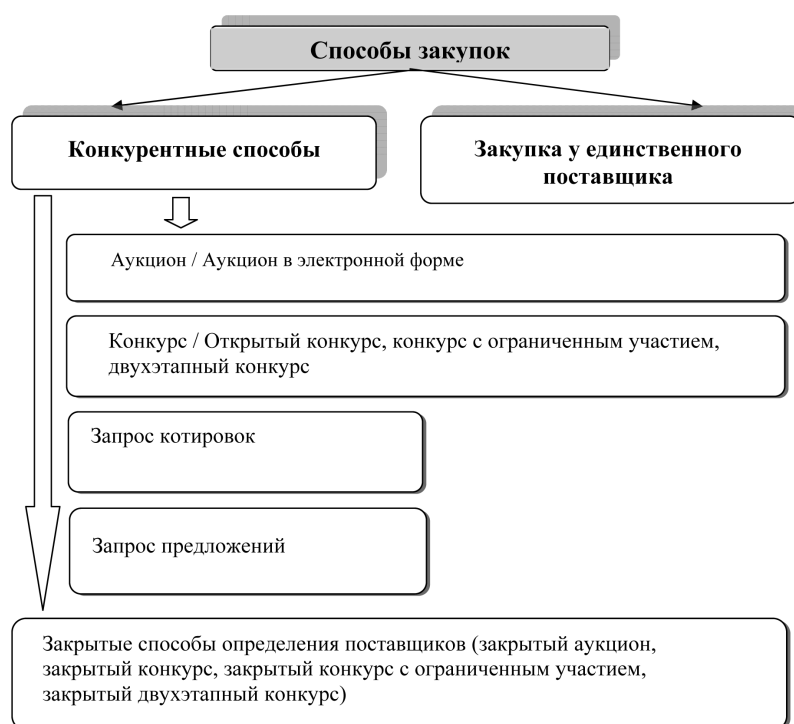 Способы закупок
Конкурентные способы
Закупка у единственного
поставщика
Аукцион / Аукцион в электронной форме
Конкурс / Открытый конкурс, конкурс с ограниченным участием,
двухэтапный конкурс
Запрос котировок
Запрос предложений
Закрытые способы определения поставщиков (закрытый аукцион,
закрытый конкурс, закрытый конкурс с ограниченным участием,
закрытый двухэтапный конкурс)